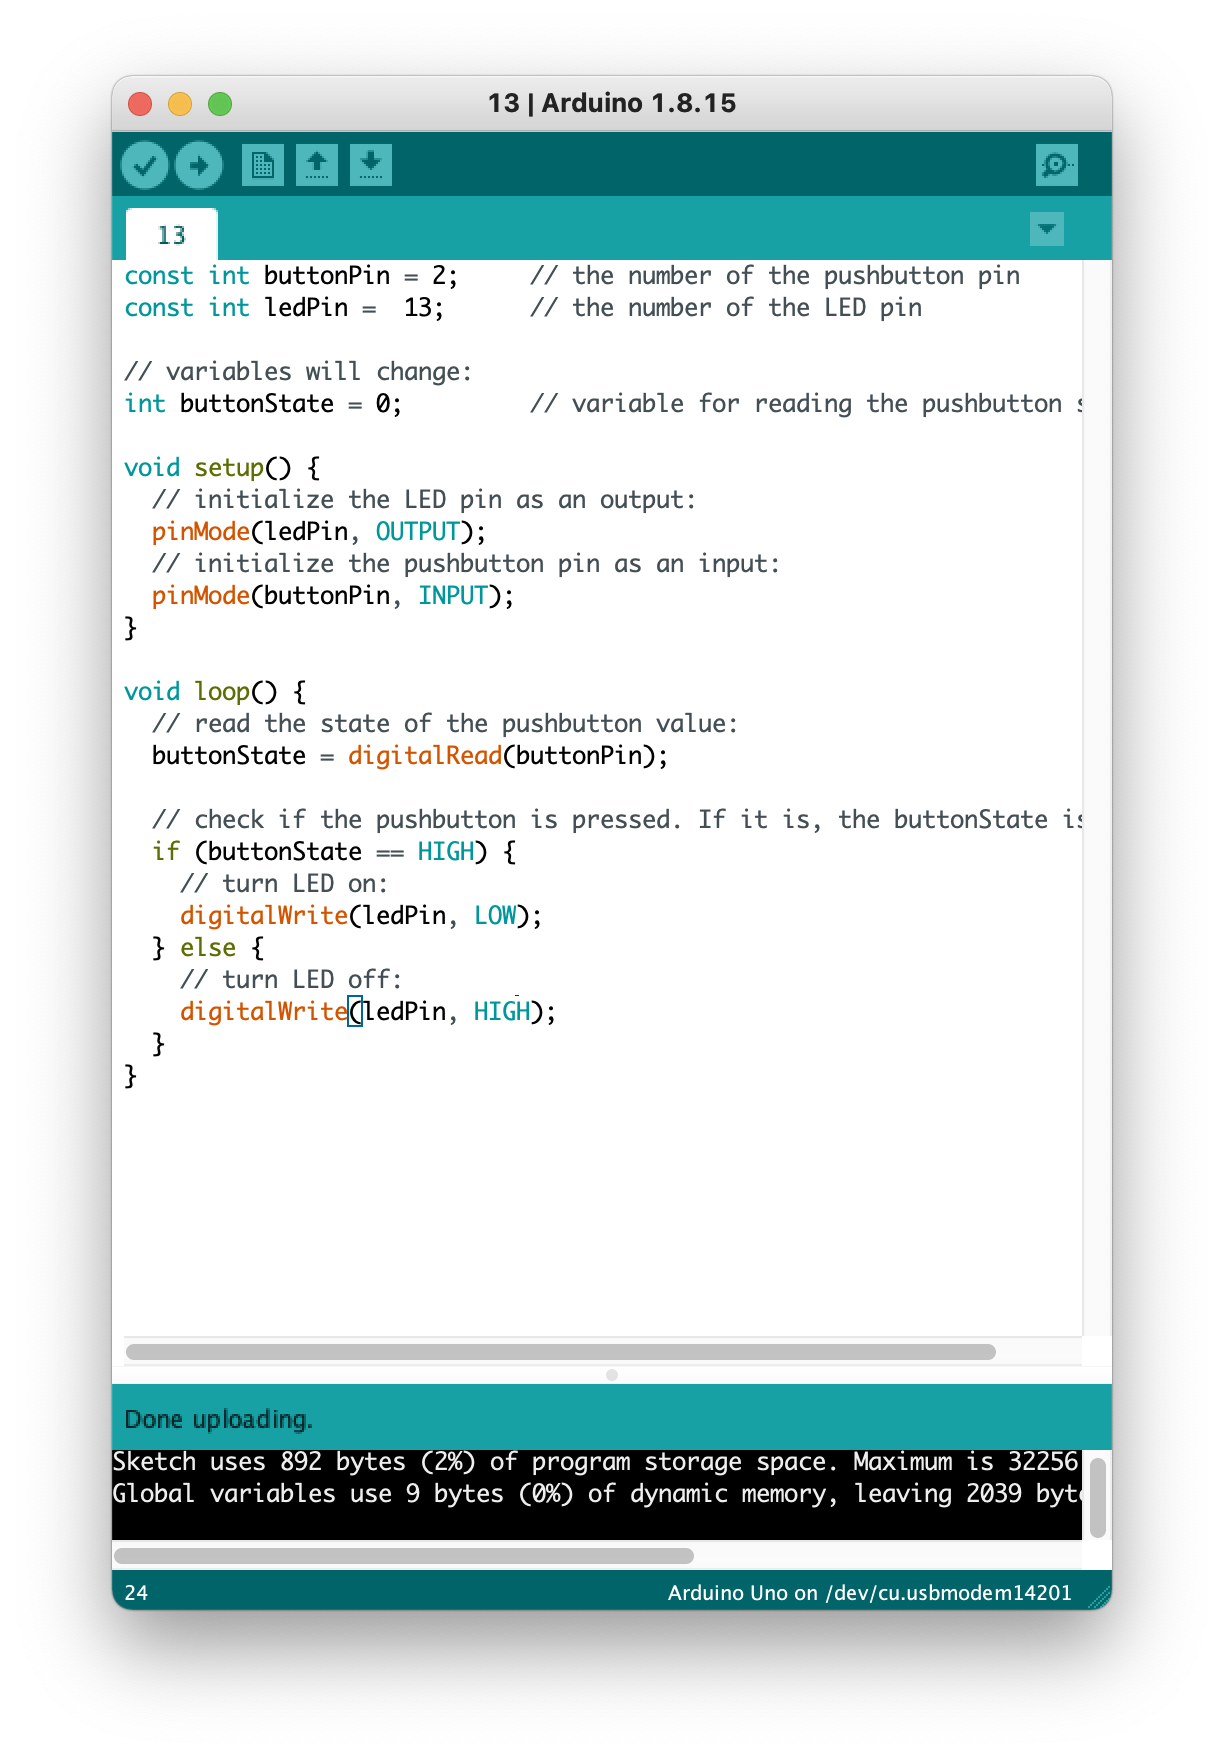 13 | Arduino 1.8.15
13
const int buttonPin = 2;     // the number of the pushbutton pin
const int ledPin =  13;      // the number of the LED pin
// variables will change:
int buttonState = 0;         // variable for reading the pushbutton
void setup() {
  // initialize the LED pin as an output:
  pinMode(ledPin, OUTPUT);
  // initialize the pushbutton pin as an input:
  pinMode(buttonPin, INPUT);
}
void loop() {
  // read the state of the pushbutton value:
  buttonState = digitalRead(buttonPin);
  // check if the pushbutton is pressed. If it is, the buttonState is
  if (buttonState == HIGH) {
    // turn LED on:
    digitalWrite(ledPin, LOW);
  } else {
    // turn LED off:
    digitalWrite(ledPin, HIGH);
  }
}
Done uploading.
Sketch uses 892 bytes (2%) of program storage space. Maximum is 32256
Global variables use 9 bytes (0%) of dynamic memory, leaving 2039
24
Arduino Uno on /dev/cu.usbmodem14201